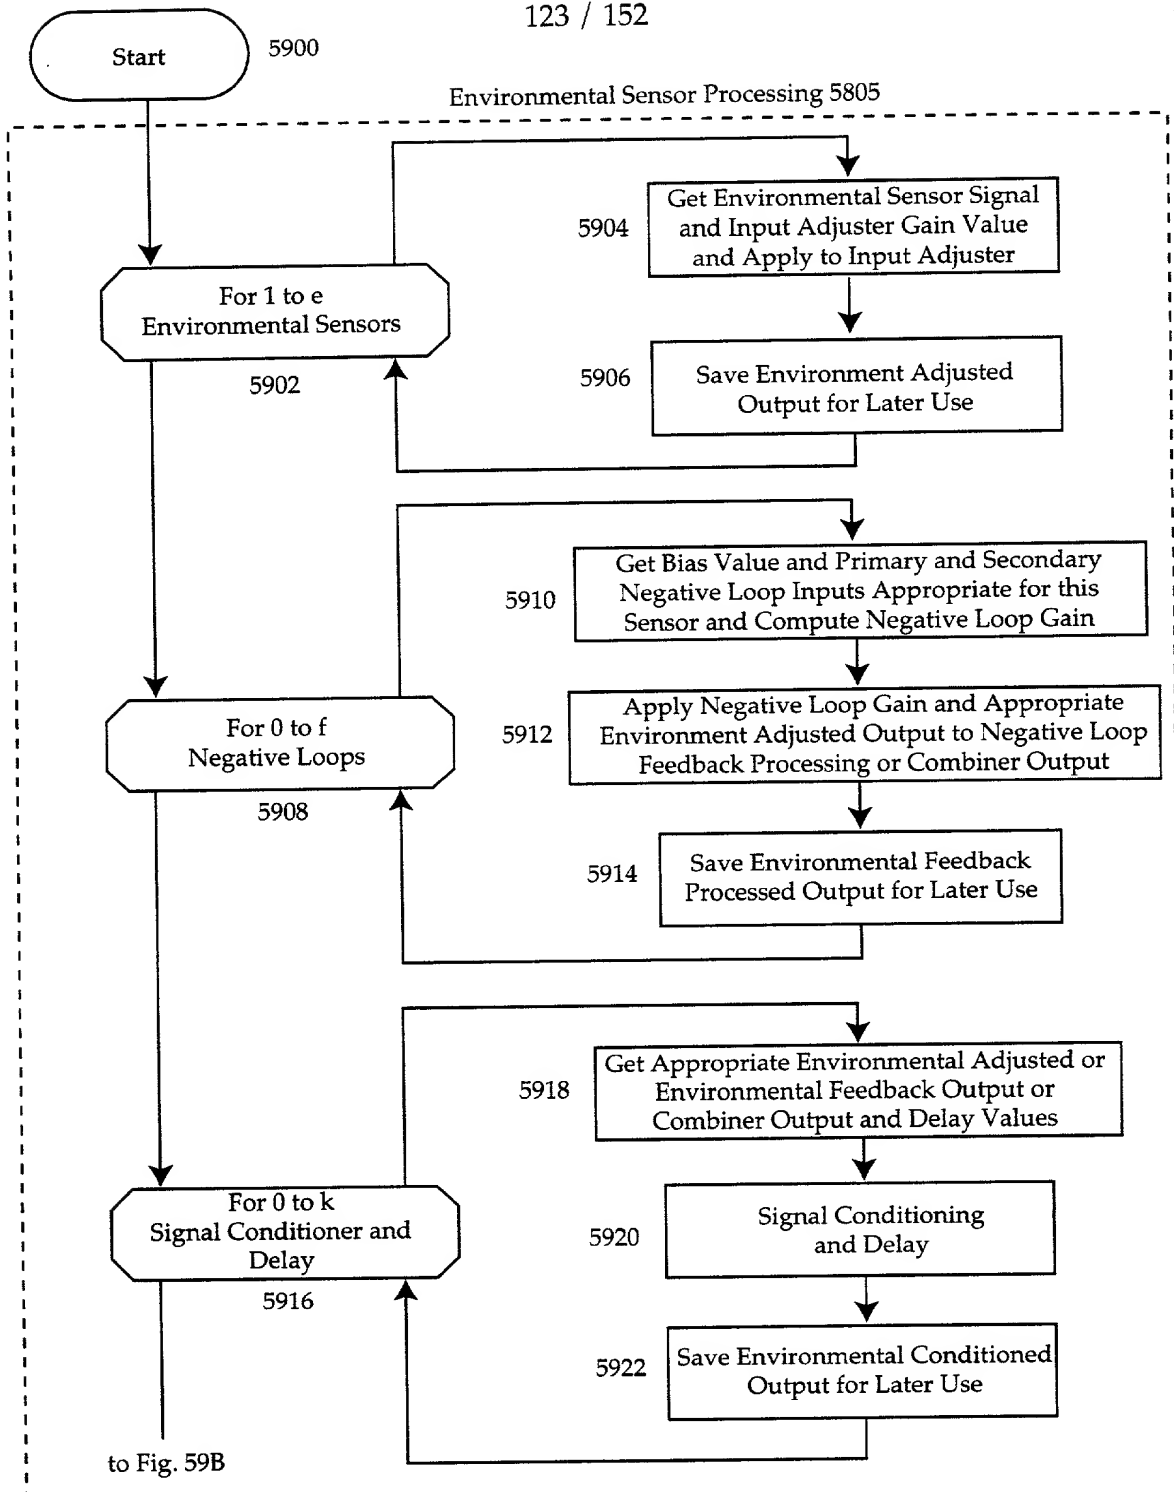 123 / 152
Start
5900
Environmental Sensor Processing 5805
5904
Get Environmental Sensor Signal
and Input Adjuster Gain Value
and Apply to Input Adjuster
For 1 to e
Environmental Sensors
5902
5906
Save Environment Adjusted
Output for Later Use
5910
Get Bias Value and Primary and Secondary
Negative Loop Inputs Appropriate for this
Sensor and Compute Negative Loop Gain
For 0 to f
Negative Loops
5908
5912
Apply Negative Loop Gain and Appropriate
Environment Adjusted Output to Negative Loop
Feedback Processing or Combiner Output
5914
Save Environmental Feedback
Processed Output for Later Use
5918
Get Appropriate Environmental Adjusted or
Environmental Feedback Output or
Combiner Output and Delay Values
For 0 to k
Signal Conditioner and
Delay
5916
5920
Signal Conditioning
and Delay
5922
Save Environmental Conditioned
Output for Later Use
to Fig. 59B